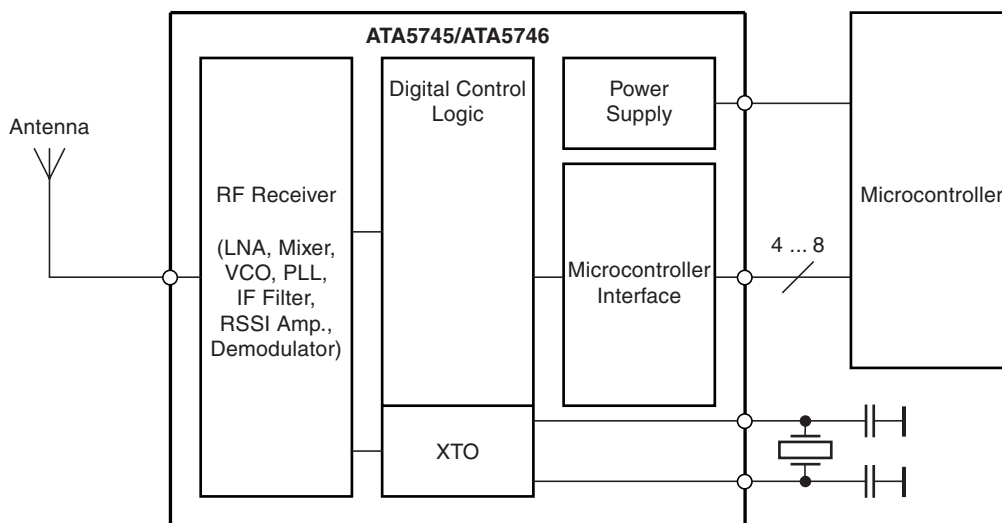 ATA5745/ATA5746
Antenna
RF Receiver
(LNA, Mixer,
VCO, PLL,
IF Filter,
RSSI Amp.,
Demodulator)
Digital Control
Logic
XTO
Power
Supply
Microcontroller
Interface
4 ... 8
Microcontroller